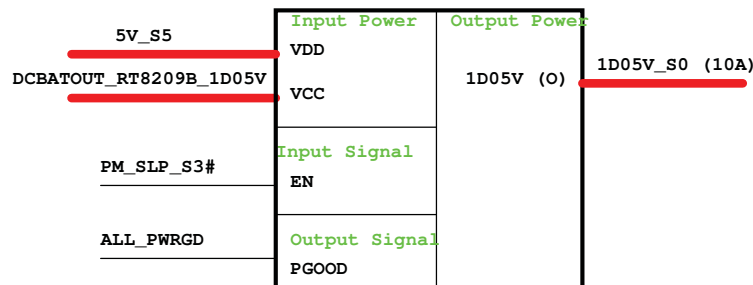 Input Power
Output Power
5V_S5
VDD
DCBATOUT_RT8209B_1D05V
VCC
1D05V (O)
1D05V_S0 (10A)
Input Signal
PM_SLP_S3#
EN
ALL_PWRGD
Output Signal
PGOOD